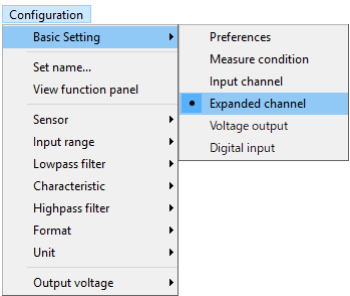 Configuration
Basic Setting
Set name...
View function panel
Sensor
Input range
Lowpass filter
Characteristic
Highpass filter
Format
Unit
Output voltage
Preferences
Measure condition
Input channel
Expanded channel
Voltage output
Digital input